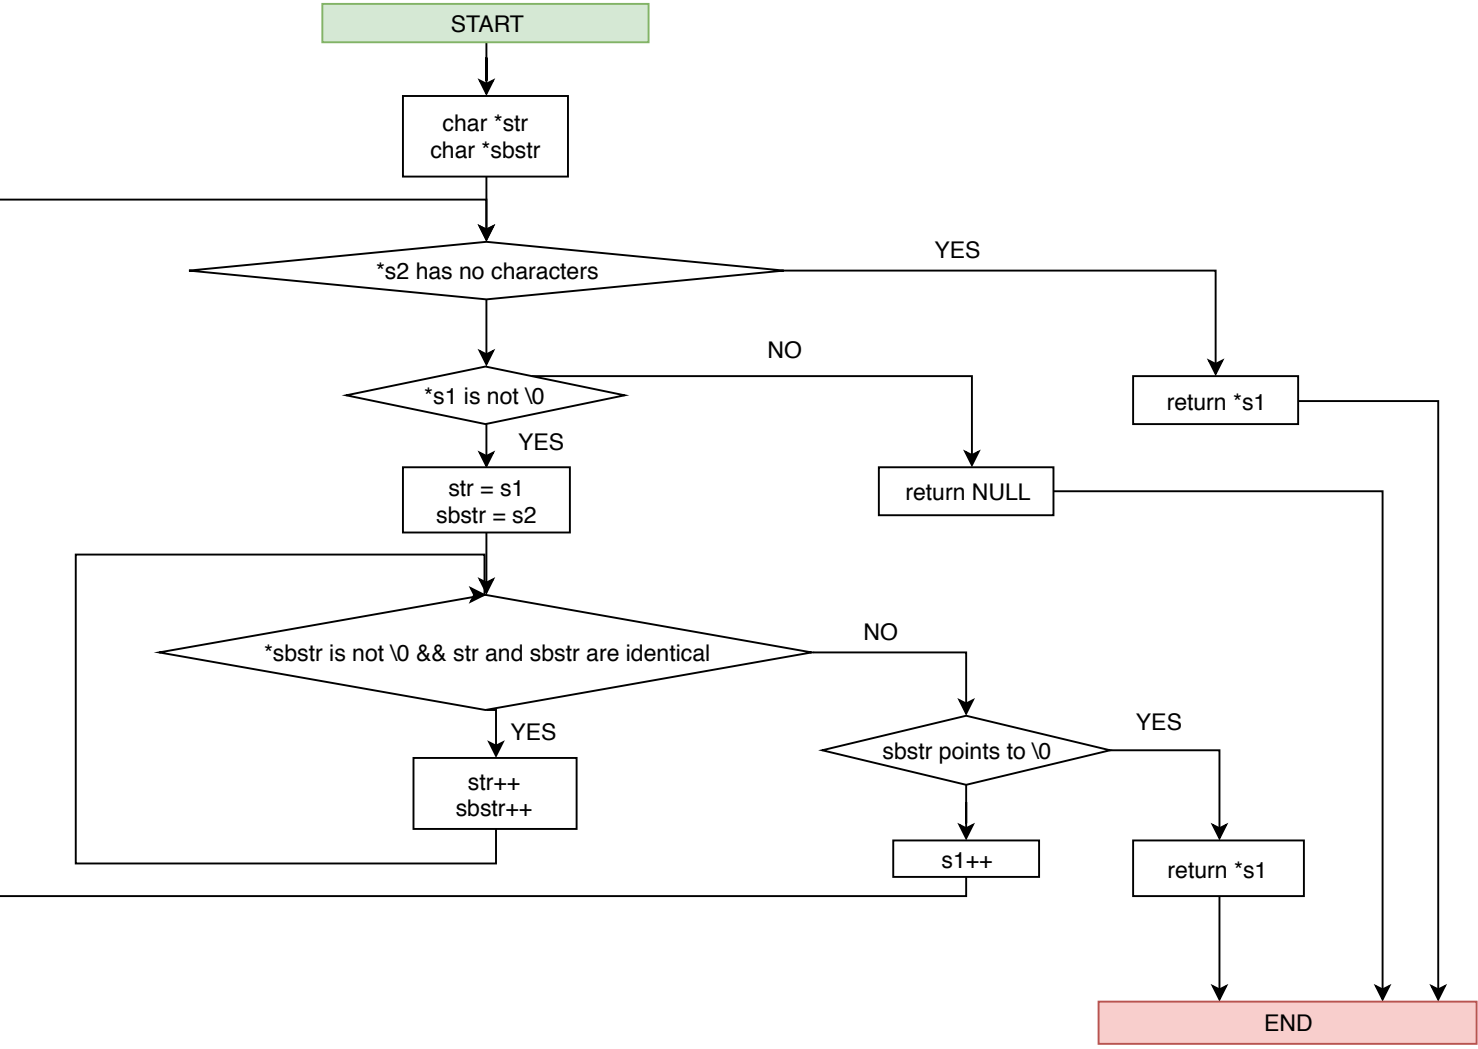 START
char *str
char *sbstr
*s2 has no characters
YES
*s1 is not \0
NO
YES
return *s1
str = s1
sbstr = s2
return NULL
*sbstr is not \0 && str and sbstr are identical
NO
YES
sbstr points to \0
YES
str++
sbstr++
s1++
return *s1
END